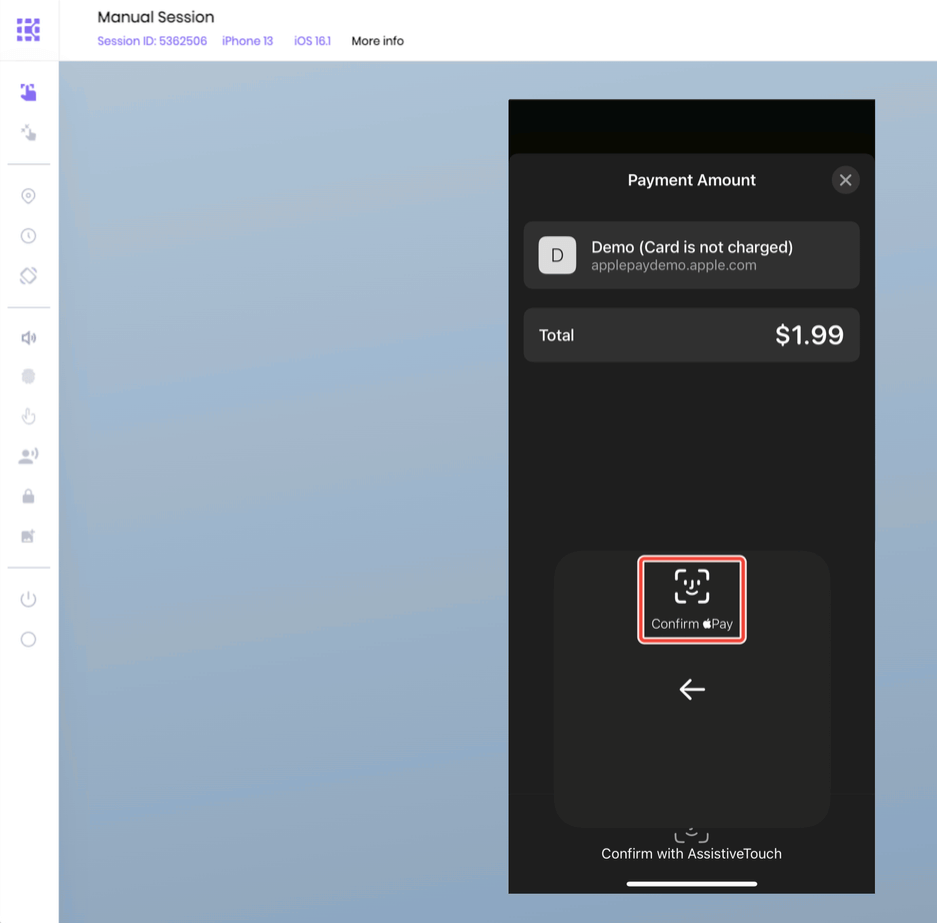 Manual Session
Session ID: 5362506 iPhone 13 iOS 16.1 More info
Payment Amount
D
Demo (Card is not charged)
applepaydemo.apple.com
Total $1.99
Confirm Pay
Confirm with AssistiveTouch